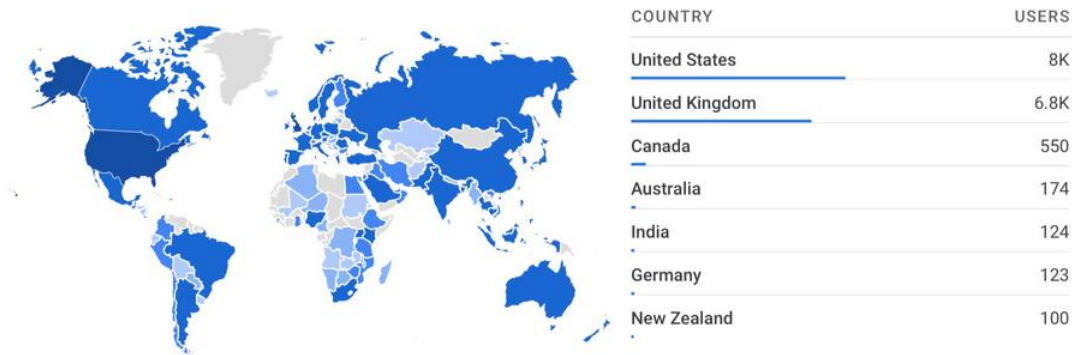 COUNTRY USERS
United States 8K
United Kingdom 6.8K
Canada 550
Australia 174
India 124
Germany 123
New Zealand 100